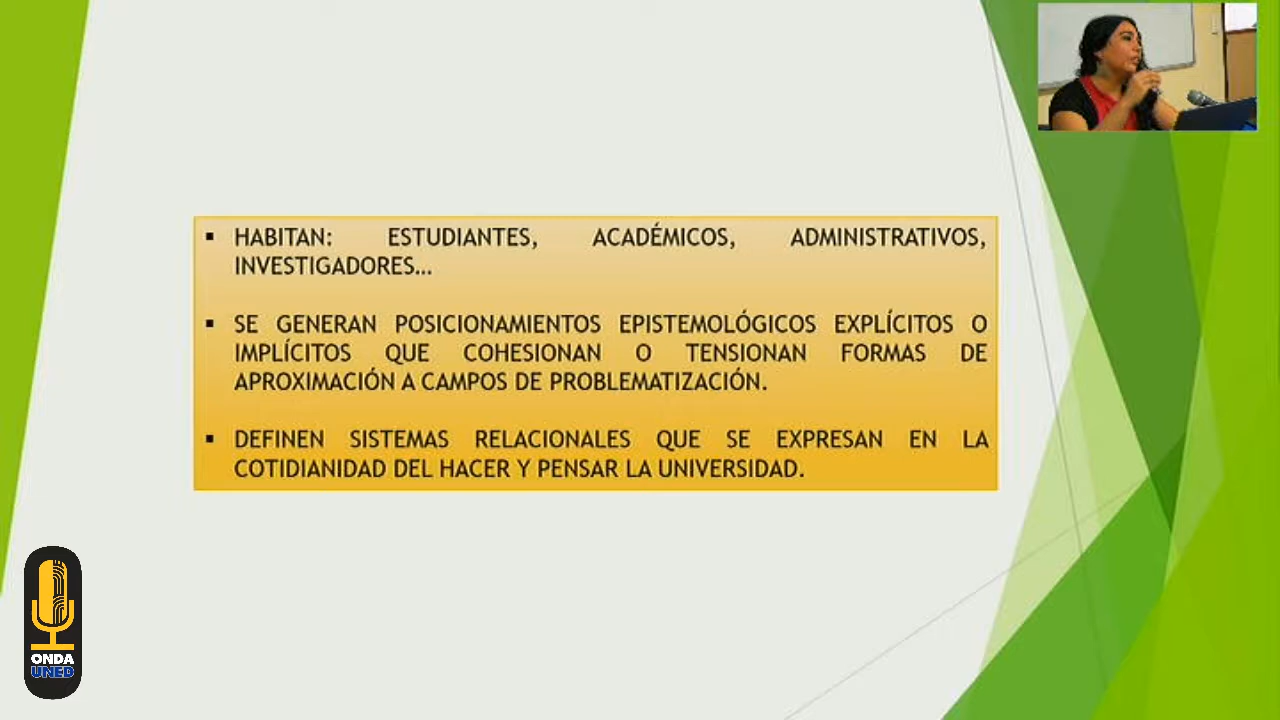 ▪ HABITAN: ESTUDIANTES, ACADÉMICOS, ADMINISTRATIVOS,
INVESTIGADORES...
▪ SE GENERAN POSICIONAMIENTOS EPISTEMOLÓGICOS EXPLÍCITOS O
IMPLÍCITOS QUE COHESIONAN O TENSIONAN FORMAS DE
APROXIMACIÓN A CAMPOS DE PROBLEMATIZACIÓN.
▪ DEFINEN SISTEMAS RELACIONALES QUE SE EXPRESAN EN LA
COTIDIANIDAD DEL HACER Y PENSAR LA UNIVERSIDAD.
ONDA
UNED